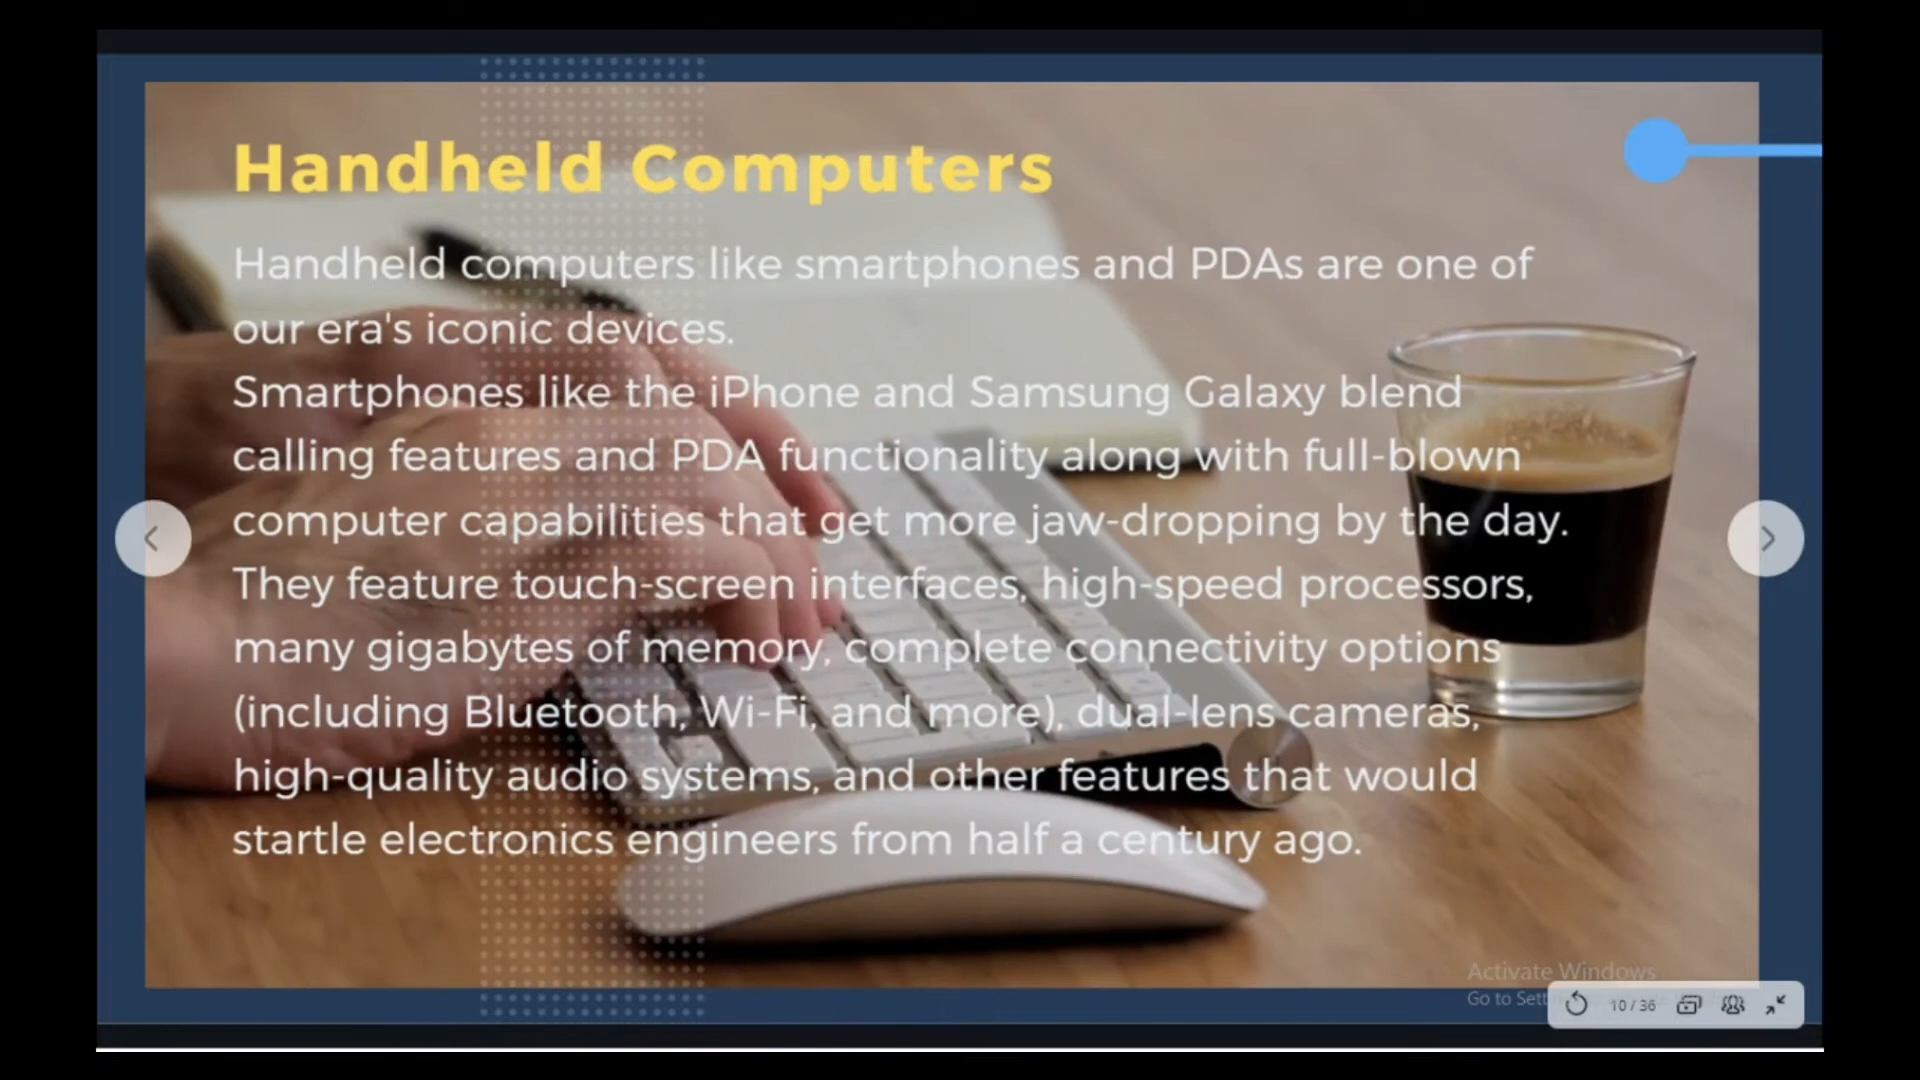 Handheld Computers
Handheld computers like smartphones and PDAs are one of
our era's iconic devices.
Smartphones like the iPhone and Samsung Galaxy blend
calling features and PDA functionality along with full-blown
computer capabilities that get more jaw-dropping by the day.
They feature touch-screen interfaces, high-speed processors,
many gigabytes of memory, complete connectivity options
(including Bluetooth, Wi-Fi, and more), dual-lens cameras,
high-quality audio systems, and other features that would
startle electronics engineers from half a century ago.
Activate Windows
Go to
10 / 36